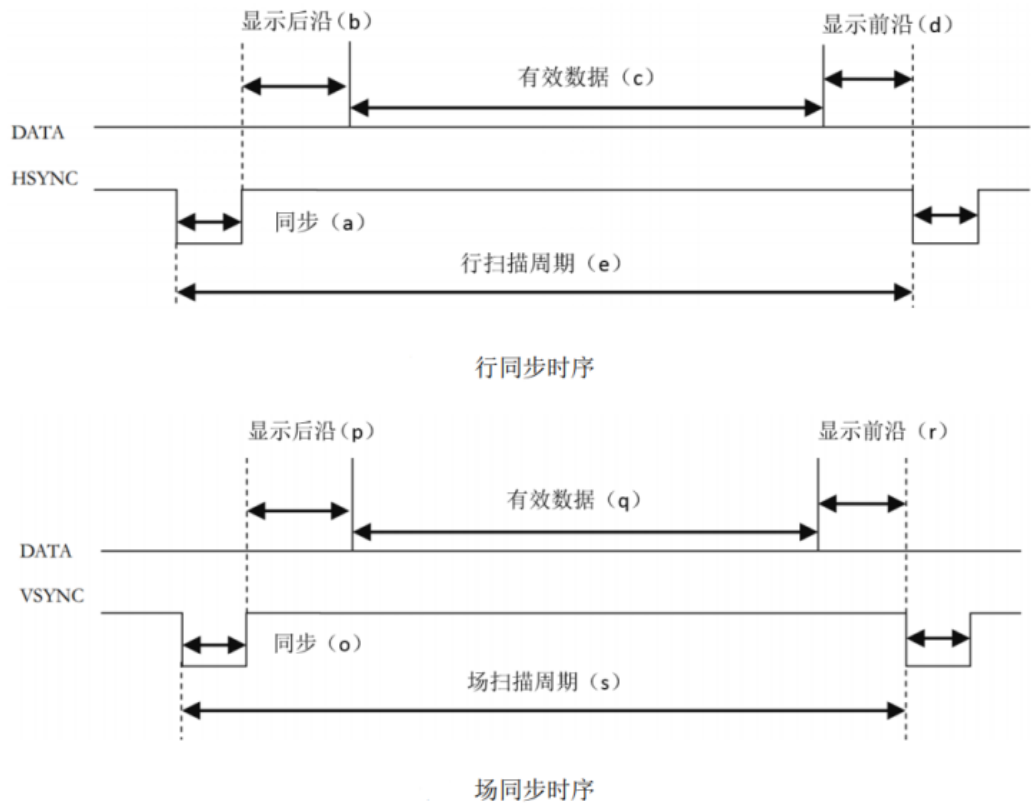 显示后沿(b)
显示前沿(d)
有效数据(c)
DATA
HSYNC
同步(a)
行扫描周期(e)
行同步时序
显示后沿(p)
显示前沿(r)
有效数据(q)
DATA
VSYNC
同步(o)
场扫描周期(s)
场同步时序